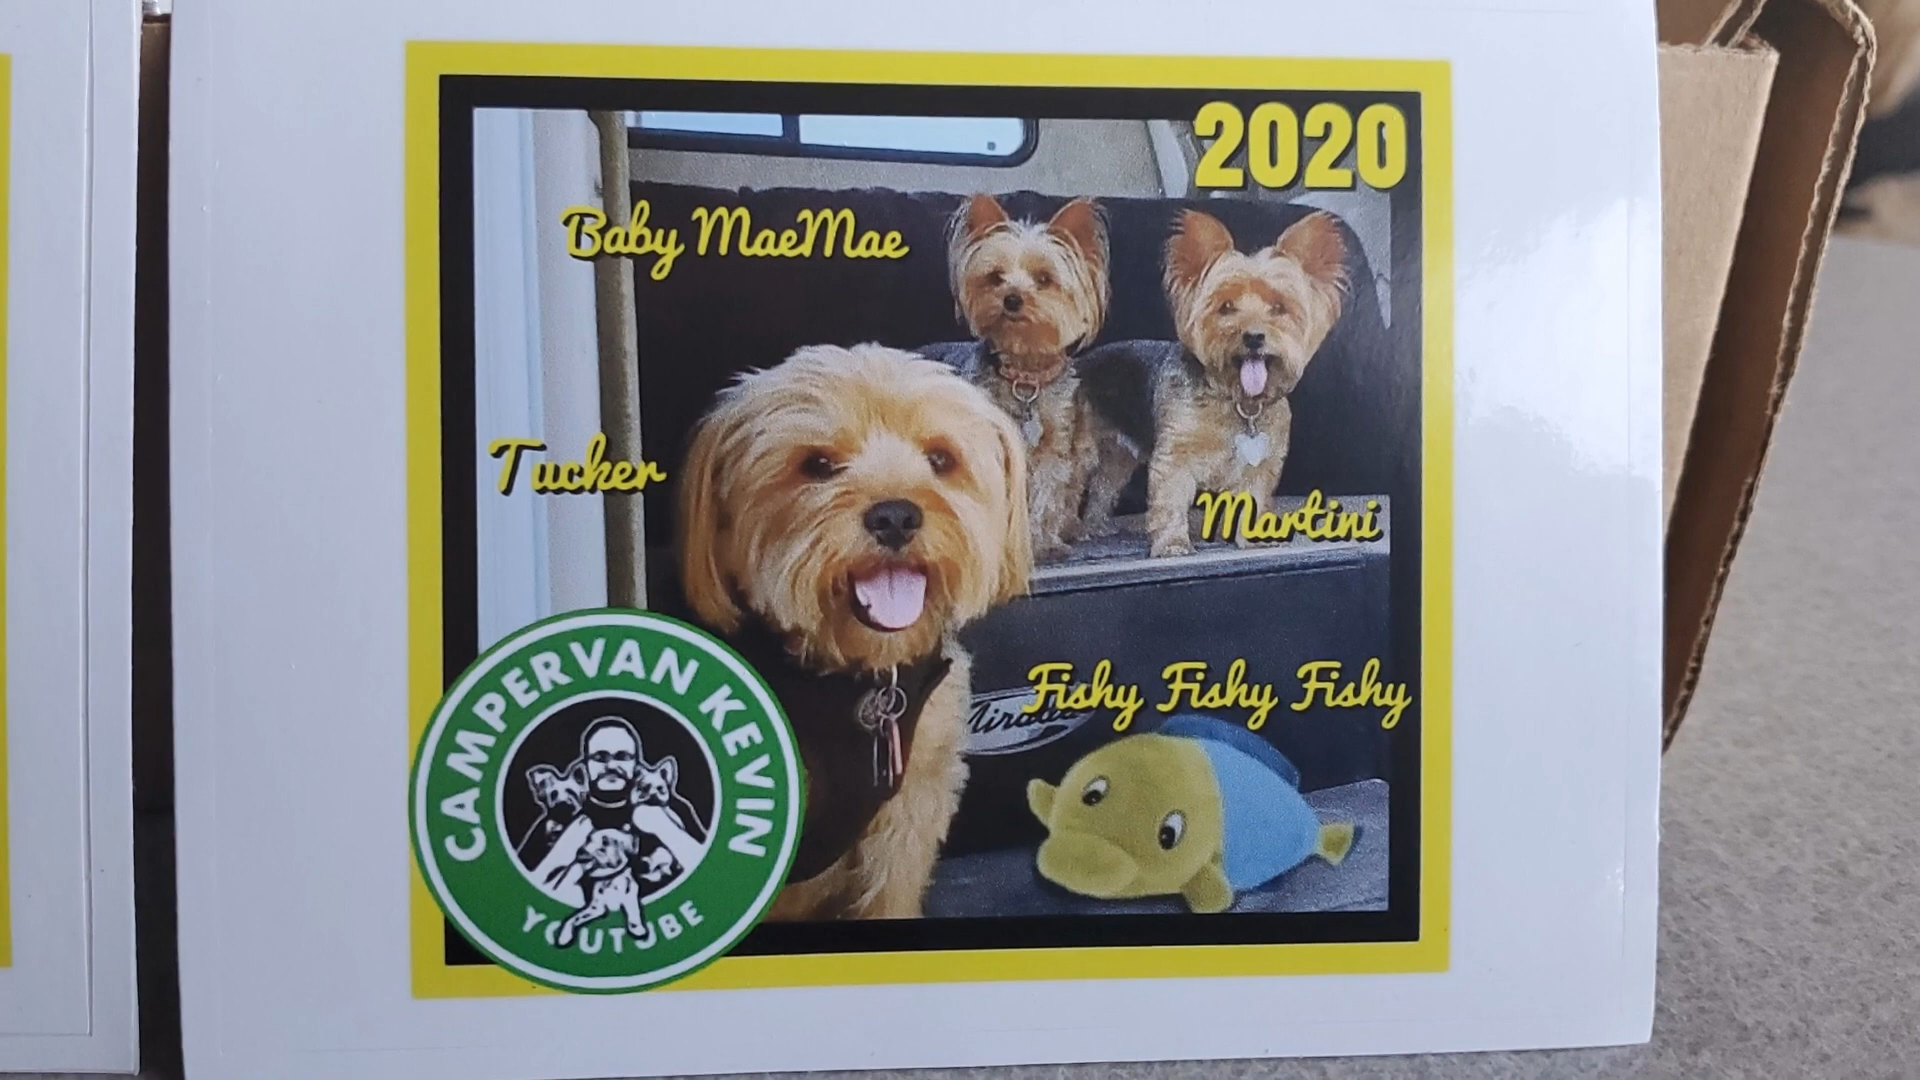 2020
Baby MaeMae
Tucker
Martini
Fishy Fishy Fishy
CAMPERVAN KEVIN
YOUTUBE